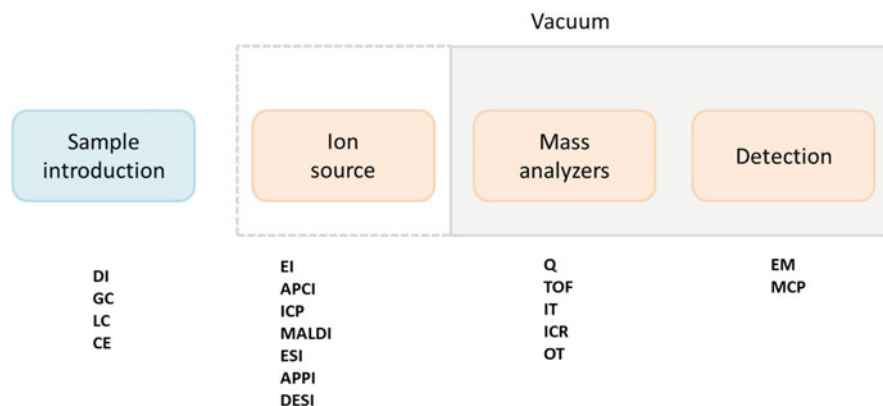 Vacuum
Sample
introduction
Ion
source
Mass
analyzers
Detection
DI
GC
LC
CE
EI
APCI
ICP
MALDI
ESI
APPI
DESI
Q
TOF
IT
ICR
OT
EM
MCP